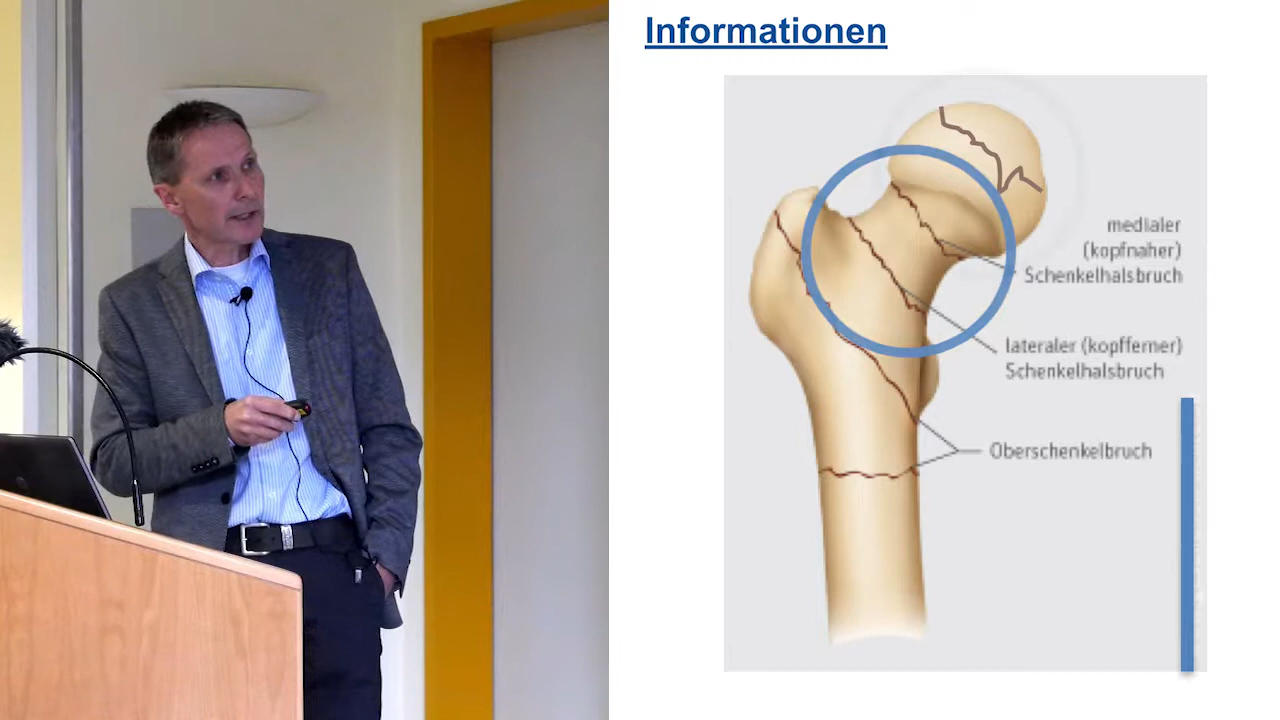 Informationen
medialer
(kopfnaher)
Schenkelhalsbruch
lateraler (kopfferner)
Schenkelhalsbruch
Oberschenkelbruch